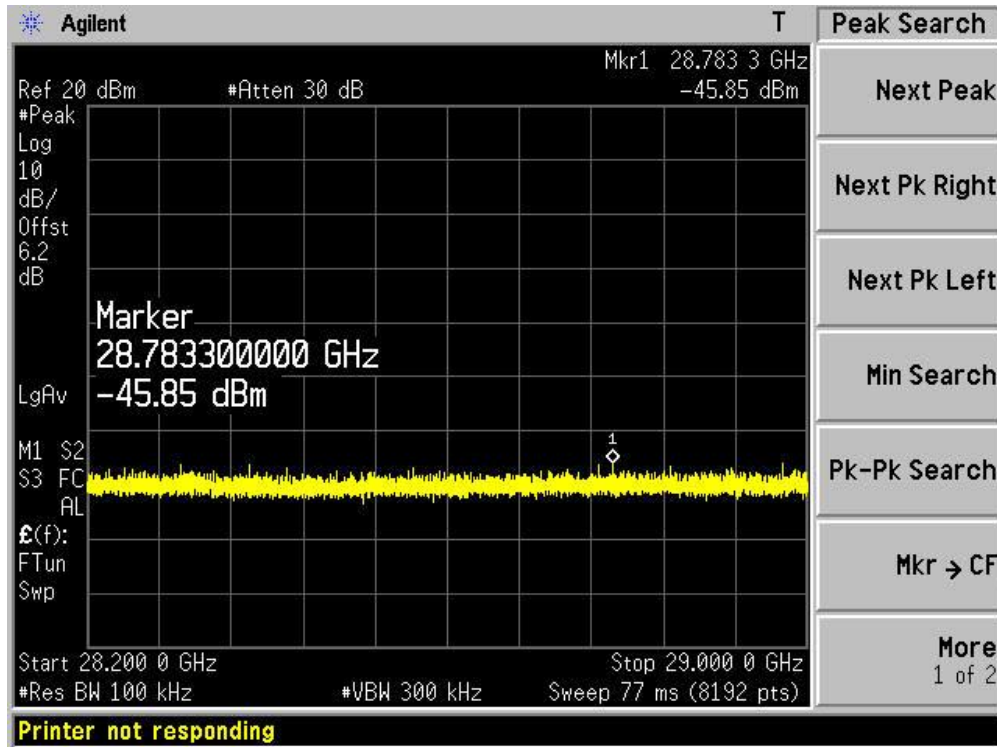 Agilent T Peak Search
Mkr1 28.783 3 GHz
Ref 20 dBm #Atten 30 dB -45.85 dBm
#Peak
Log
10
dB/
Offst
6.2
dB
Marker
28.783300000 GHz
-45.85 dBm
LgAv
1
M1 S2
S3 FC
AL
£(f):
FTun
Swp
Start 28.200 0 GHz Stop 29.000 0 GHz
#Res BW 100 kHz #VBW 300 kHz Sweep 77 ms (8192 pts)
Printer not responding
Next Peak
Next Pk Right
Next Pk Left
Min Search
Pk-Pk Search
Mkr → CF
More
1 of 2